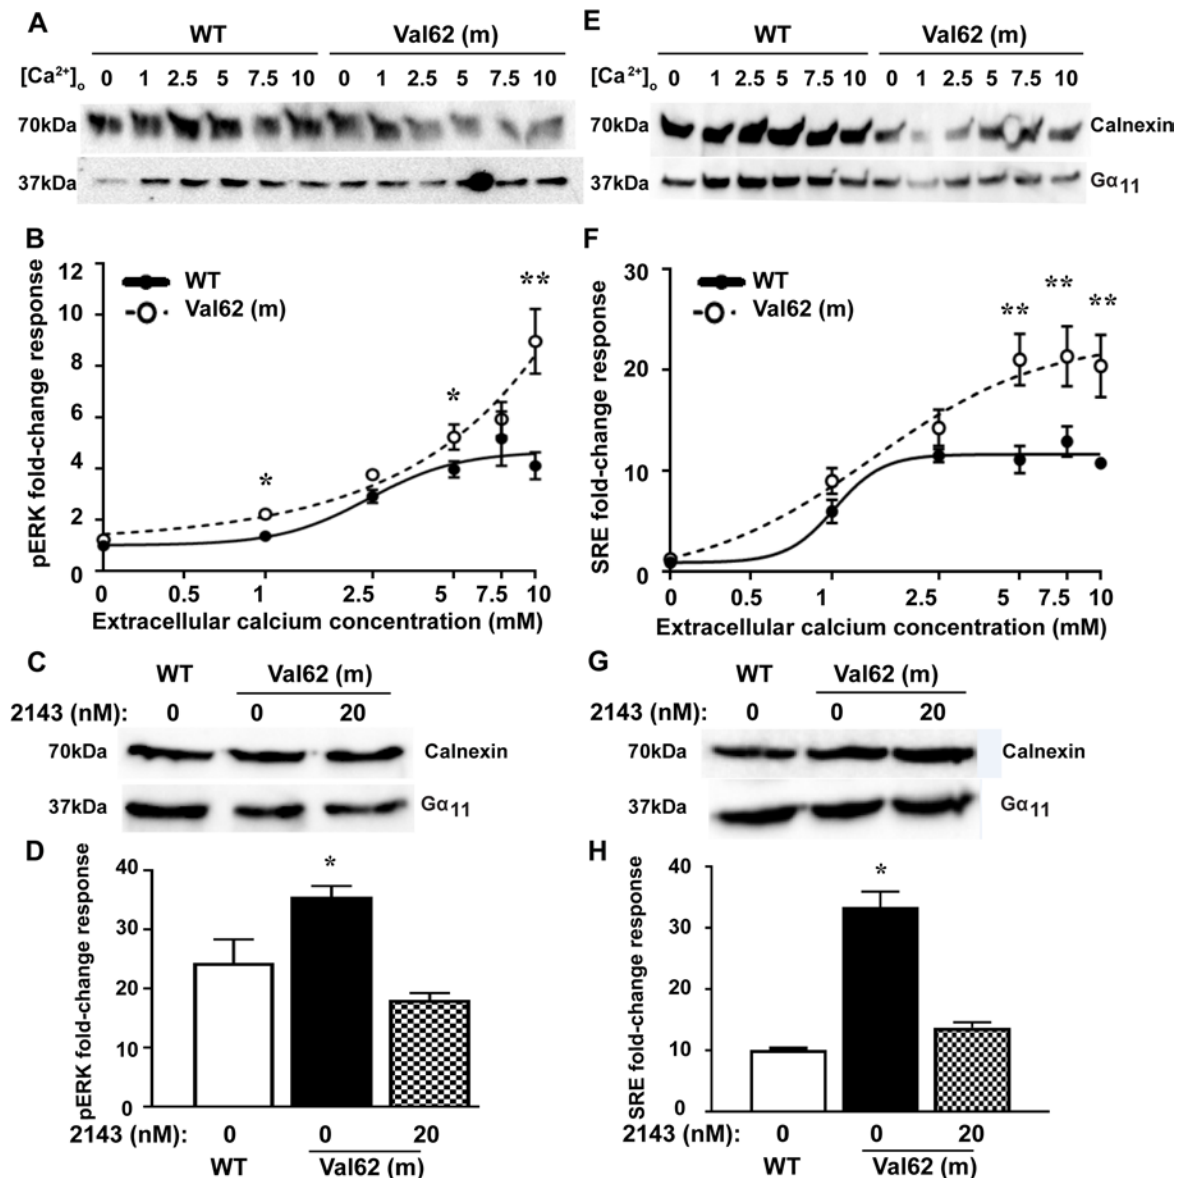 A
WT Val62 (m)
[Ca²⁺]ₒ 0 1 2.5 5 7.5 10 0 1 2.5 5 7.5 10
70kDa
37kDa
B
12
10
8
6
4
2
0
pERK fold-change response
WT
Val62 (m)
*
*
**
0 0.5 1 2.5 5 7.5 10
Extracellular calcium concentration (mM)
C
WT Val62 (m)
2143 (nM): 0 0 20
70kDa Calnexin
37kDa Gα₁₁
D
40
30
20
10
0
pERK fold-change response
*
2143 (nM): 0 0 20
WT Val62 (m)
E
WT Val62 (m)
[Ca²⁺]ₒ 0 1 2.5 5 7.5 10 0 1 2.5 5 7.5 10
70kDa Calnexin
37kDa Gα₁₁
F
30
20
10
0
SRE fold-change response
WT
Val62 (m)
**
**
**
0 0.5 1 2.5 5 7.5 10
Extracellular calcium concentration (mM)
G
WT Val62 (m)
2143 (nM): 0 0 20
70kDa Calnexin
37kDa Gα₁₁
H
40
30
20
10
0
SRE fold-change response
*
2143 (nM): 0 0 20
WT Val62 (m)